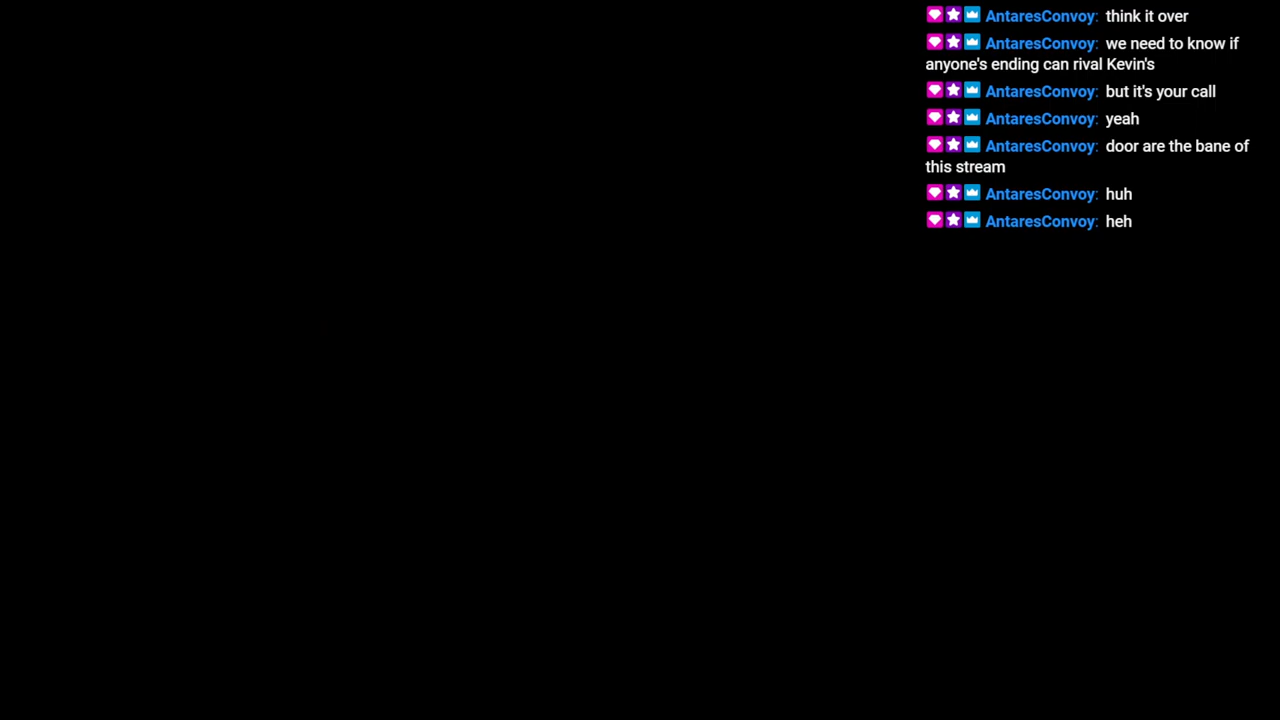 AntaresConvoy: think it over
AntaresConvoy: we need to know if
anyone's ending can rival Kevin's
AntaresConvoy: but it's your call
AntaresConvoy: yeah
AntaresConvoy: door are the bane of
this stream
AntaresConvoy: huh
AntaresConvoy: heh